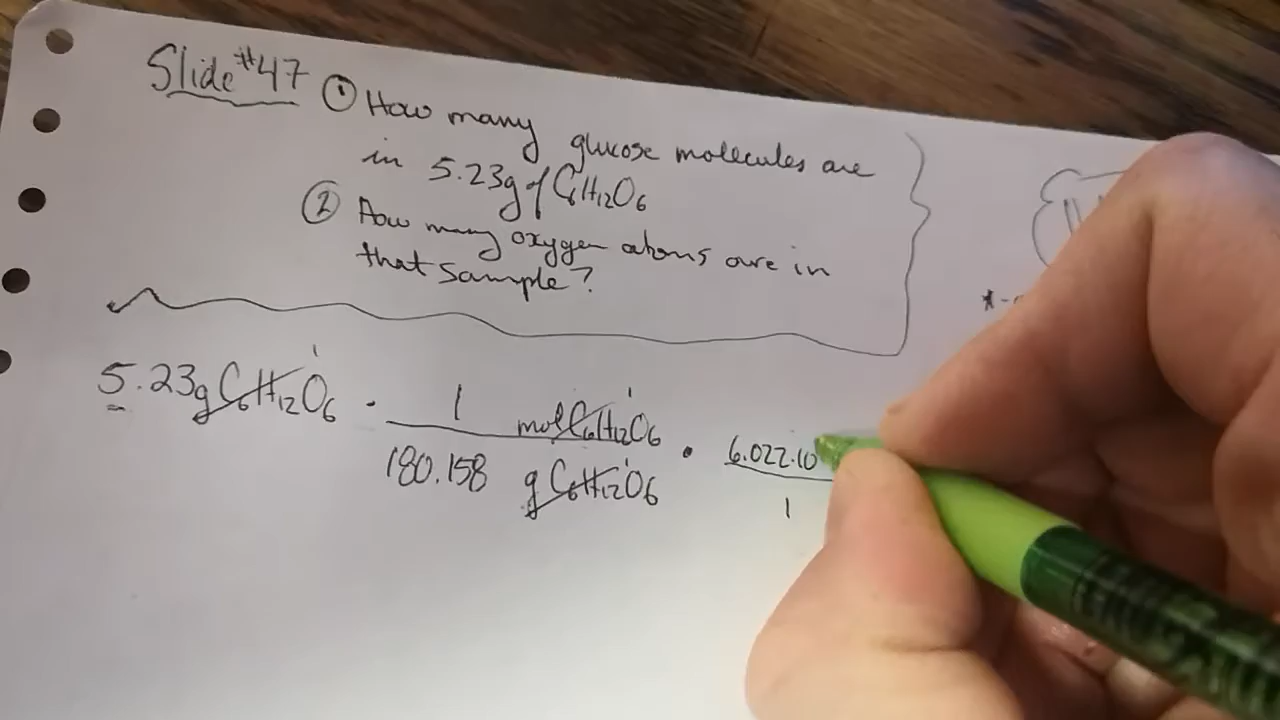 Slide #47
① How many glucose molecules are
in 5.23g of C6H12O6
② How many oxygen atoms are in
that sample?
5.23g C6H12O6 · 1 mol C6H12O6 · 6.022·10
180.158 g C6H12O6 1